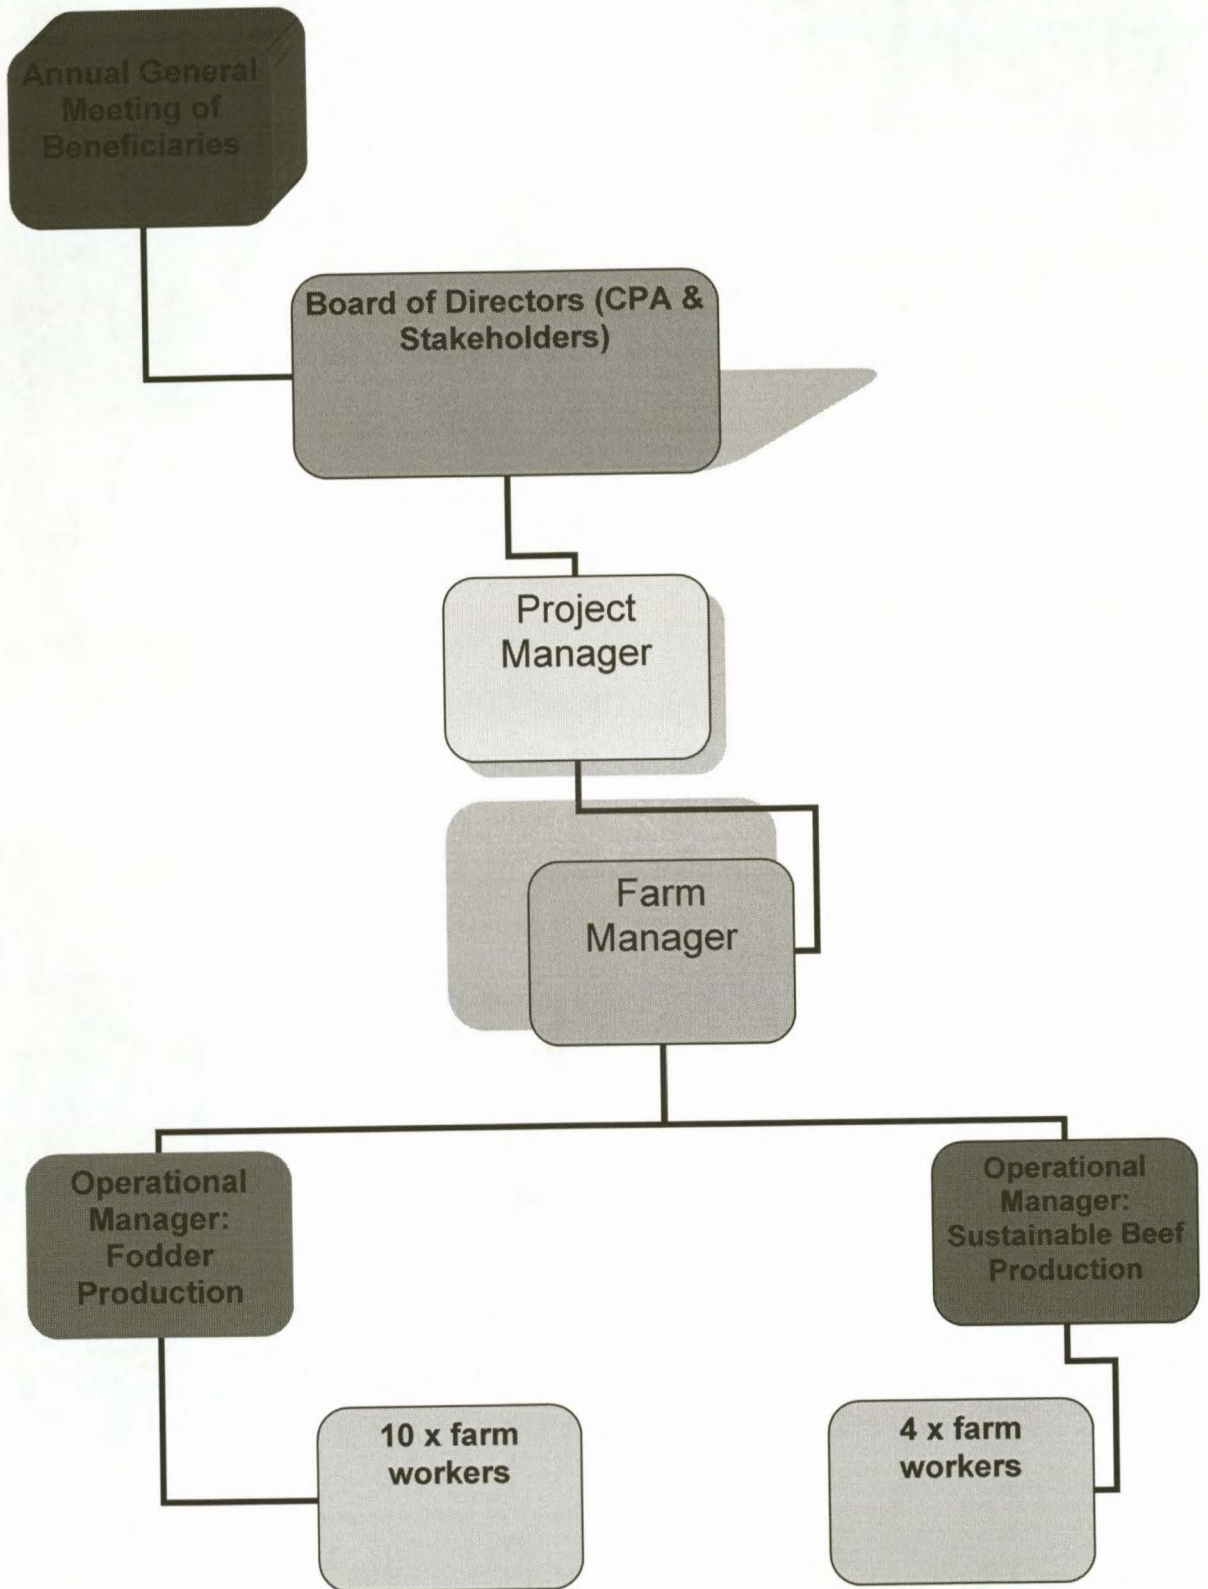 Annual General
Meeting of
Beneficiaries
Board of Directors (CPA &
Stakeholders)
Project
Manager
Farm
Manager
Operational
Manager:
Fodder
Production
Operational
Manager:
Sustainable Beef
Production
10 x farm
workers
4 x farm
workers